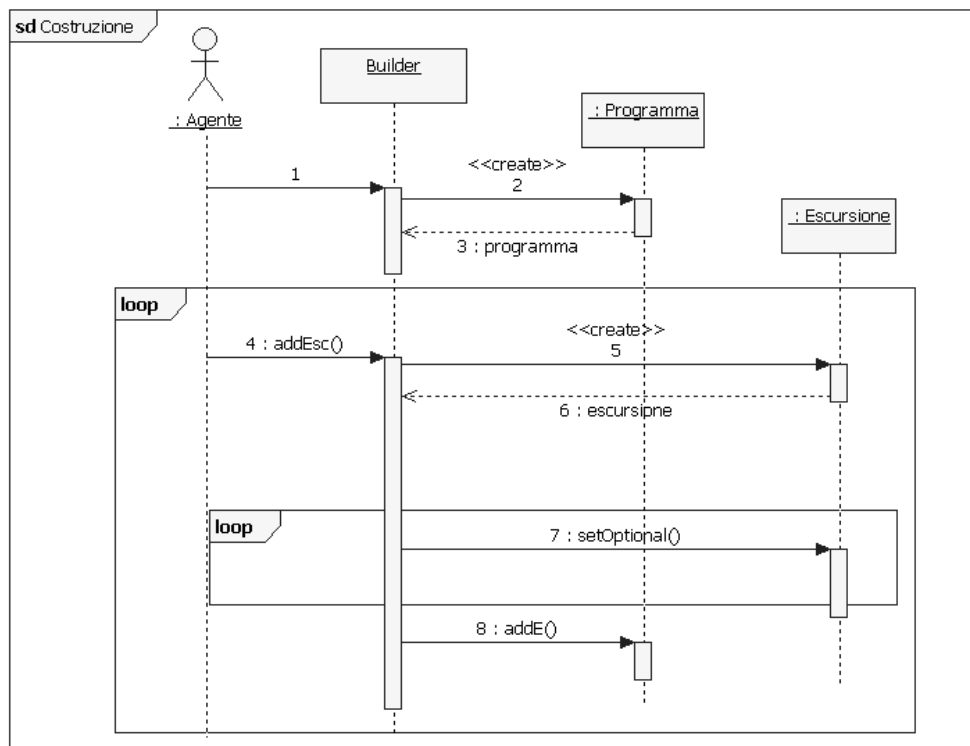 sd Costruzione
Builder
: Programma
: Agente
<<create>>
1
2
: Escursione
3 : programma
loop
<<create>>
4 : addEsc()
5
6 : escursione
loop
7 : setOptional()
8 : addE()